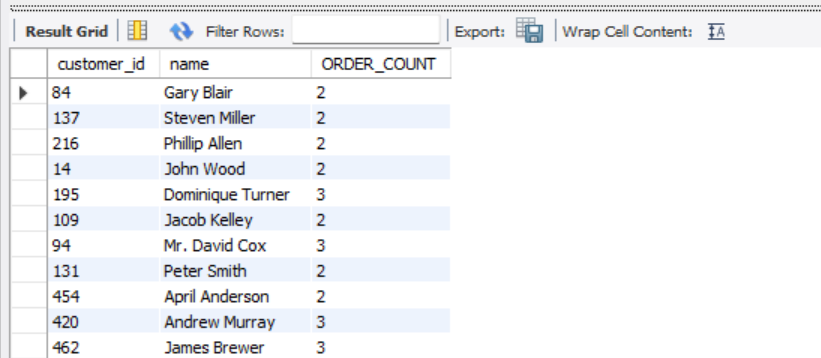 Result Grid Filter Rows: Export: Wrap Cell Content: IA
customer_id name ORDER_COUNT
84 Gary Blair 2
137 Steven Miller 2
216 Phillip Allen 2
14 John Wood 2
195 Dominique Turner 3
109 Jacob Kelley 2
94 Mr. David Cox 3
131 Peter Smith 2
454 April Anderson 2
420 Andrew Murray 3
462 James Brewer 3